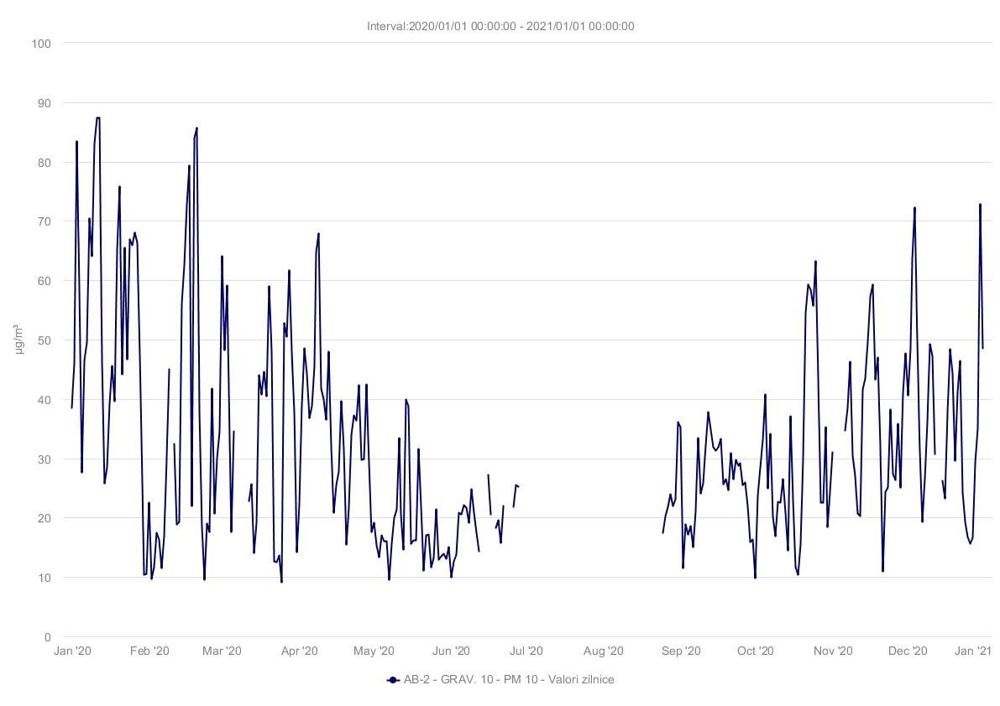 Interval:2020/01/01 00:00:00 - 2021/01/01 00:00:00
100
90
80
70
60
50
40
30
20
10
0
µg/m³
Jan '20 Feb '20 Mar '20 Apr '20 May '20 Jun '20 Jul '20 Aug '20 Sep '20 Oct '20 Nov '20 Dec '20 Jan '21
AB-2 - GRAV. 10 - PM 10 - Valori zilnice